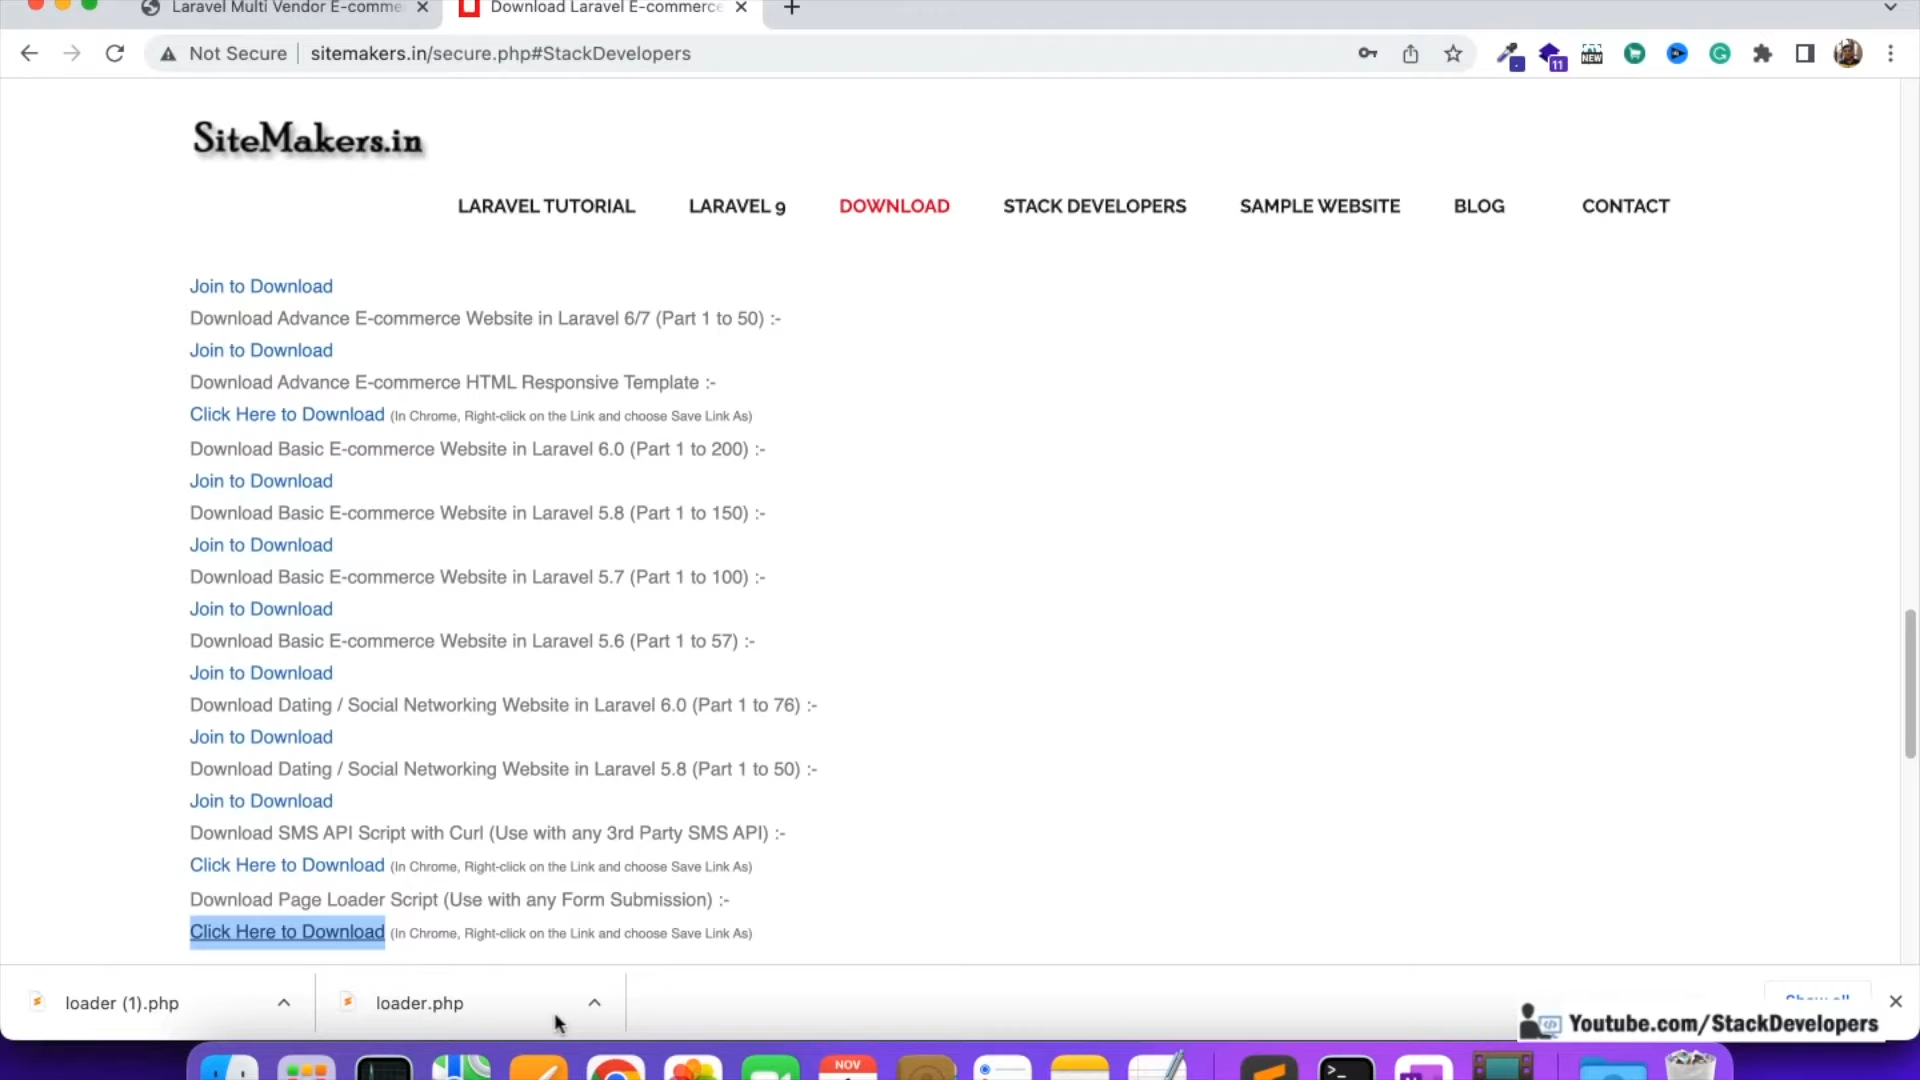 Laravel Multi Vendor E-comme
Download Laravel E-commerce
Not Secure
sitemakers.in/secure.php#StackDevelopers
11
NEW
SiteMakers.in
LARAVEL TUTORIAL
LARAVEL 9
DOWNLOAD
STACK DEVELOPERS
SAMPLE WEBSITE
BLOG
CONTACT
Join to Download
Download Advance E-commerce Website in Laravel 6/7 (Part 1 to 50) :-
Join to Download
Download Advance E-commerce HTML Responsive Template :-
Click Here to Download (In Chrome, Right-click on the Link and choose Save Link As)
Download Basic E-commerce Website in Laravel 6.0 (Part 1 to 200) :-
Join to Download
Download Basic E-commerce Website in Laravel 5.8 (Part 1 to 150) :-
Join to Download
Download Basic E-commerce Website in Laravel 5.7 (Part 1 to 100) :-
Join to Download
Download Basic E-commerce Website in Laravel 5.6 (Part 1 to 57) :-
Join to Download
Download Dating / Social Networking Website in Laravel 6.0 (Part 1 to 76) :-
Join to Download
Download Dating / Social Networking Website in Laravel 5.8 (Part 1 to 50) :-
Join to Download
Download SMS API Script with Curl (Use with any 3rd Party SMS API) :-
Click Here to Download (In Chrome, Right-click on the Link and choose Save Link As)
Download Page Loader Script (Use with any Form Submission) :-
Click Here to Download (In Chrome, Right-click on the Link and choose Save Link As)
loader (1).php
loader.php
Show all
Youtube.com/StackDevelopers
NOV